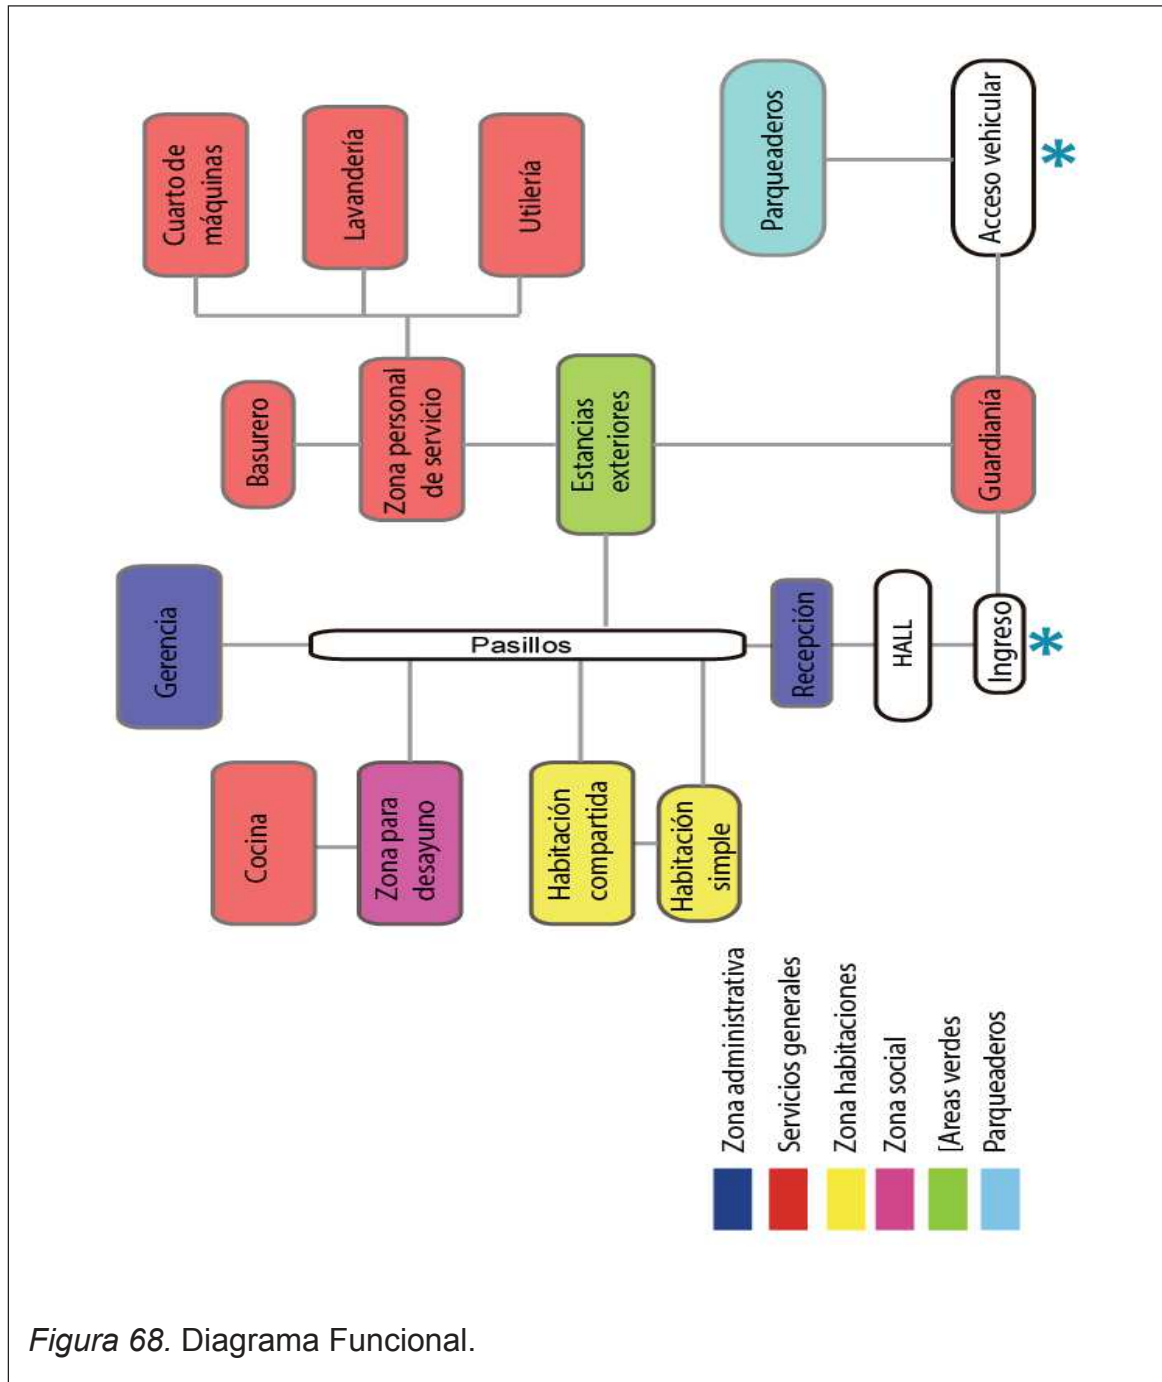 Cuarto de
máquinas
Lavandería
Utilería
Parqueaderos
Acceso vehicular
*
Basurero
Zona personal
de servicio
Estancias
exteriores
Guardianía
Gerencia
Pasillos
Recepción
HALL
Ingreso
*
Cocina
Zona para
desayuno
Habitación
compartida
Habitación
simple
Zona administrativa
Servicios generales
Zona habitaciones
Zona social
[Areas verdes
Parqueaderos
Figura 68. Diagrama Funcional.